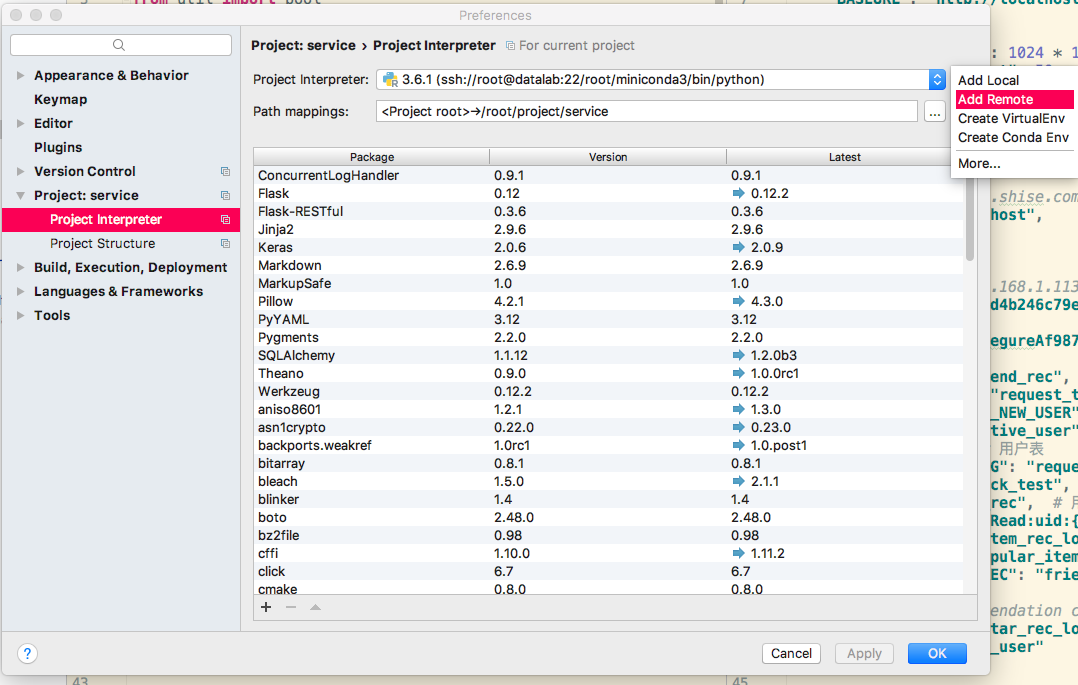 from util import boot
BASEURL": "http://localhost
Preferences
Project: service › Project Interpreter For current project
: 1024 * 1
Appearance & Behavior
Keymap
Editor
Plugins
Version Control
Project: service
Project Interpreter
Project Structure
Build, Execution, Deployment
Languages & Frameworks
Tools
Project Interpreter: 3.6.1 (ssh://root@datalab:22/root/miniconda3/bin/python)
Path mappings: <Project root>→/root/project/service ...
Add Local
Add Remote
Create VirtualEnv
Create Conda Env
More...
Package Version Latest
ConcurrentLogHandler 0.9.1 0.9.1
Flask 0.12 0.12.2
Flask-RESTful 0.3.6 0.3.6
Jinja2 2.9.6 2.9.6
Keras 2.0.6 2.0.9
Markdown 2.6.9 2.6.9
MarkupSafe 1.0 1.0
Pillow 4.2.1 4.3.0
PyYAML 3.12 3.12
Pygments 2.2.0 2.2.0
SQLAlchemy 1.1.12 1.2.0b3
Theano 0.9.0 1.0.0rc1
Werkzeug 0.12.2 0.12.2
aniso8601 1.2.1 1.3.0
asn1crypto 0.22.0 0.23.0
backports.weakref 1.0rc1 1.0.post1
bitarray 0.8.1 0.8.1
bleach 1.5.0 2.1.1
blinker 1.4 1.4
boto 2.48.0 2.48.0
bz2file 0.98 0.98
cffi 1.10.0 1.11.2
click 6.7 6.7
cmake 0.8.0 0.8.0
.shise.com
host",
.168.1.113
d4b246c79e
egureAf987
end_rec",
"request_t
_NEW_USER"
tive_user"
用户表
G": "reque
ck_test",
rec", #
Read:uid:{
tem_rec_lo
pular_item
EC": "frie
endation c
tar_rec_lo
_user"
? Cancel Apply OK
43 45